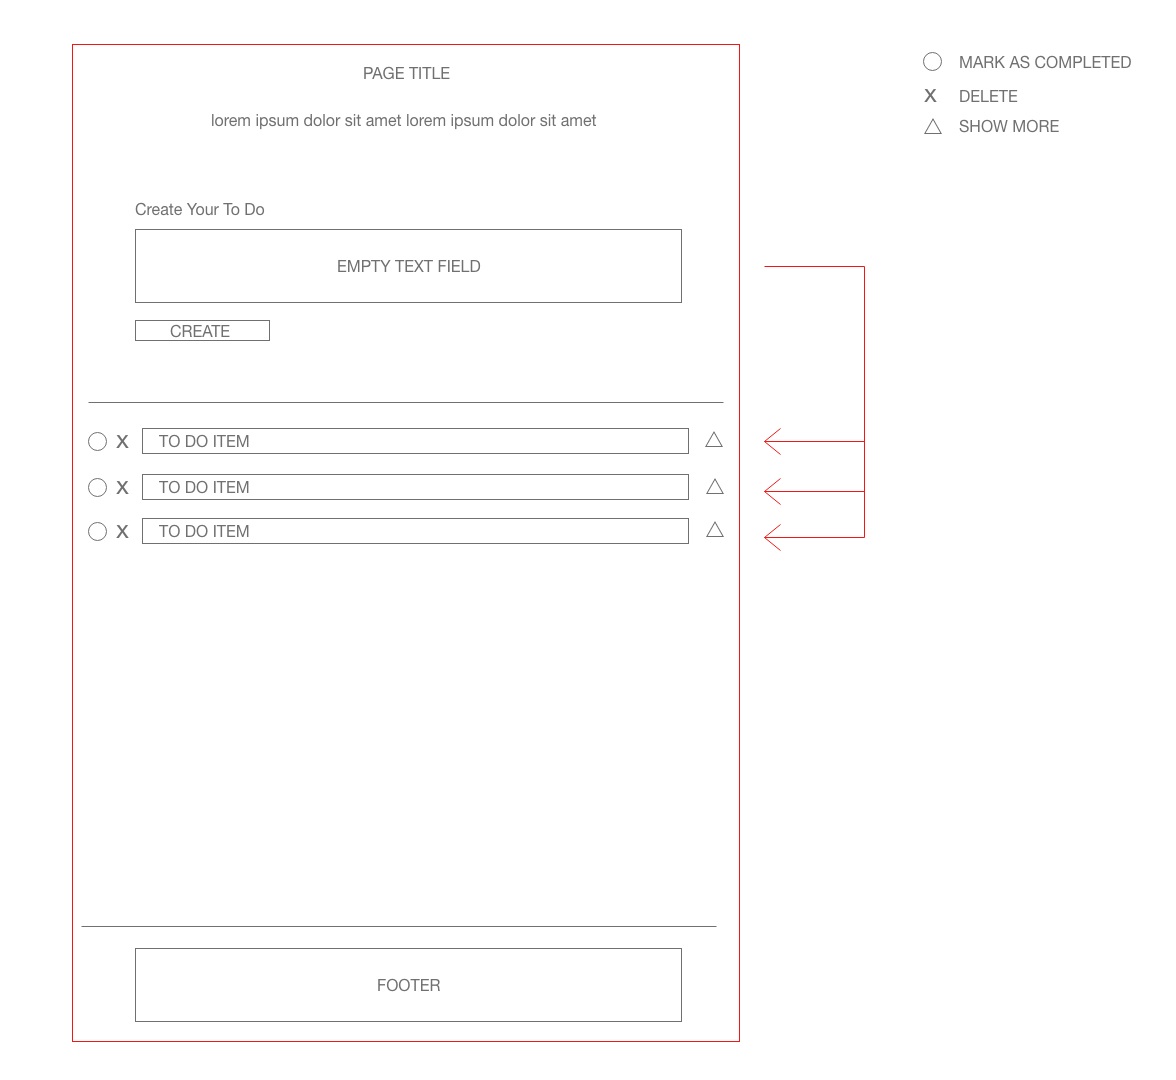 PAGE TITLE
lorem ipsum dolor sit amet lorem ipsum dolor sit amet
Create Your To Do
EMPTY TEXT FIELD
CREATE
X TO DO ITEM
X TO DO ITEM
X TO DO ITEM
FOOTER
MARK AS COMPLETED
X DELETE
SHOW MORE